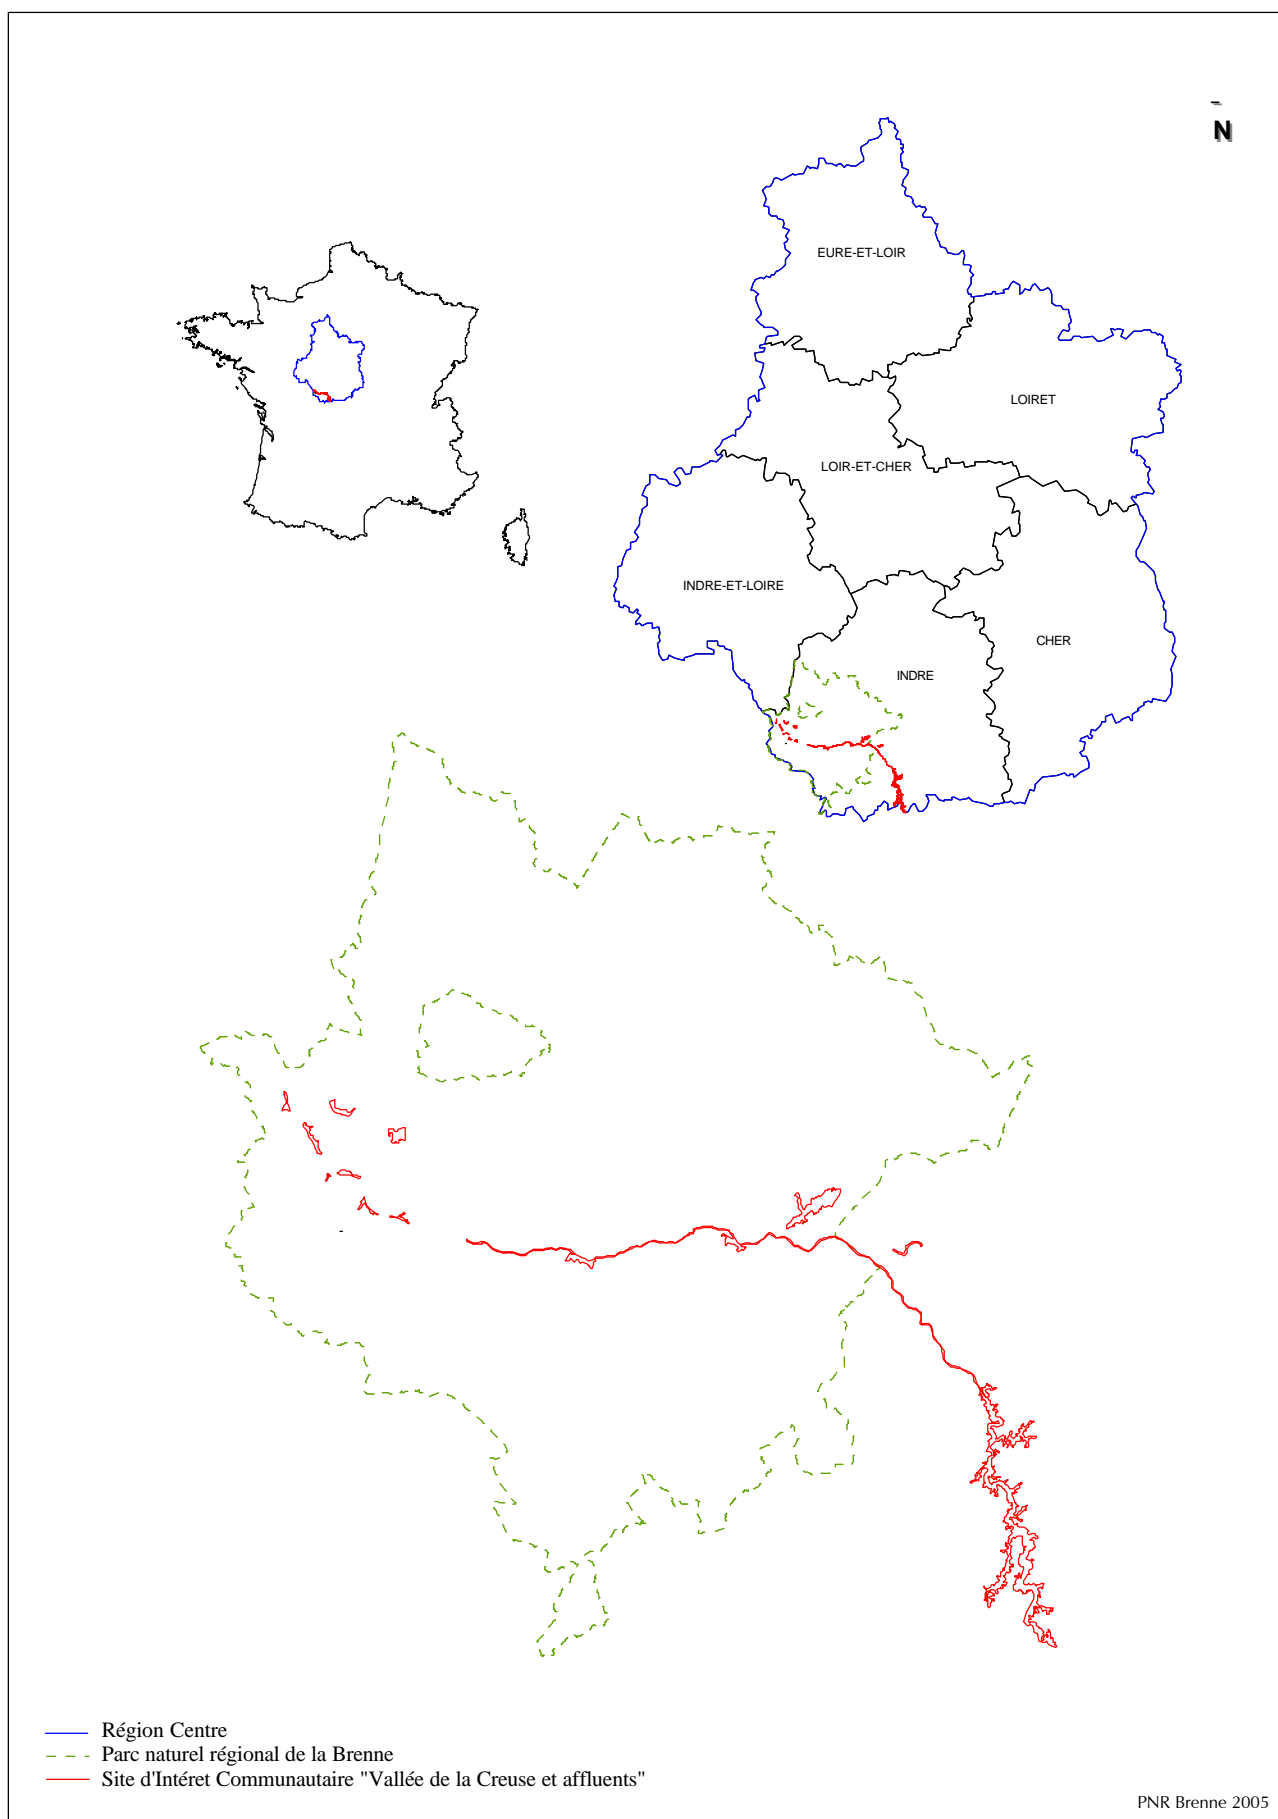 N
EURE-ET-LOIR
LOIRET
LOIR-ET-CHER
INDRE-ET-LOIRE
CHER
INDRE
Région Centre
Parc naturel régional de la Brenne
Site d'Intéret Communautaire "Vallée de la Creuse et affluents"
PNR Brenne 2005